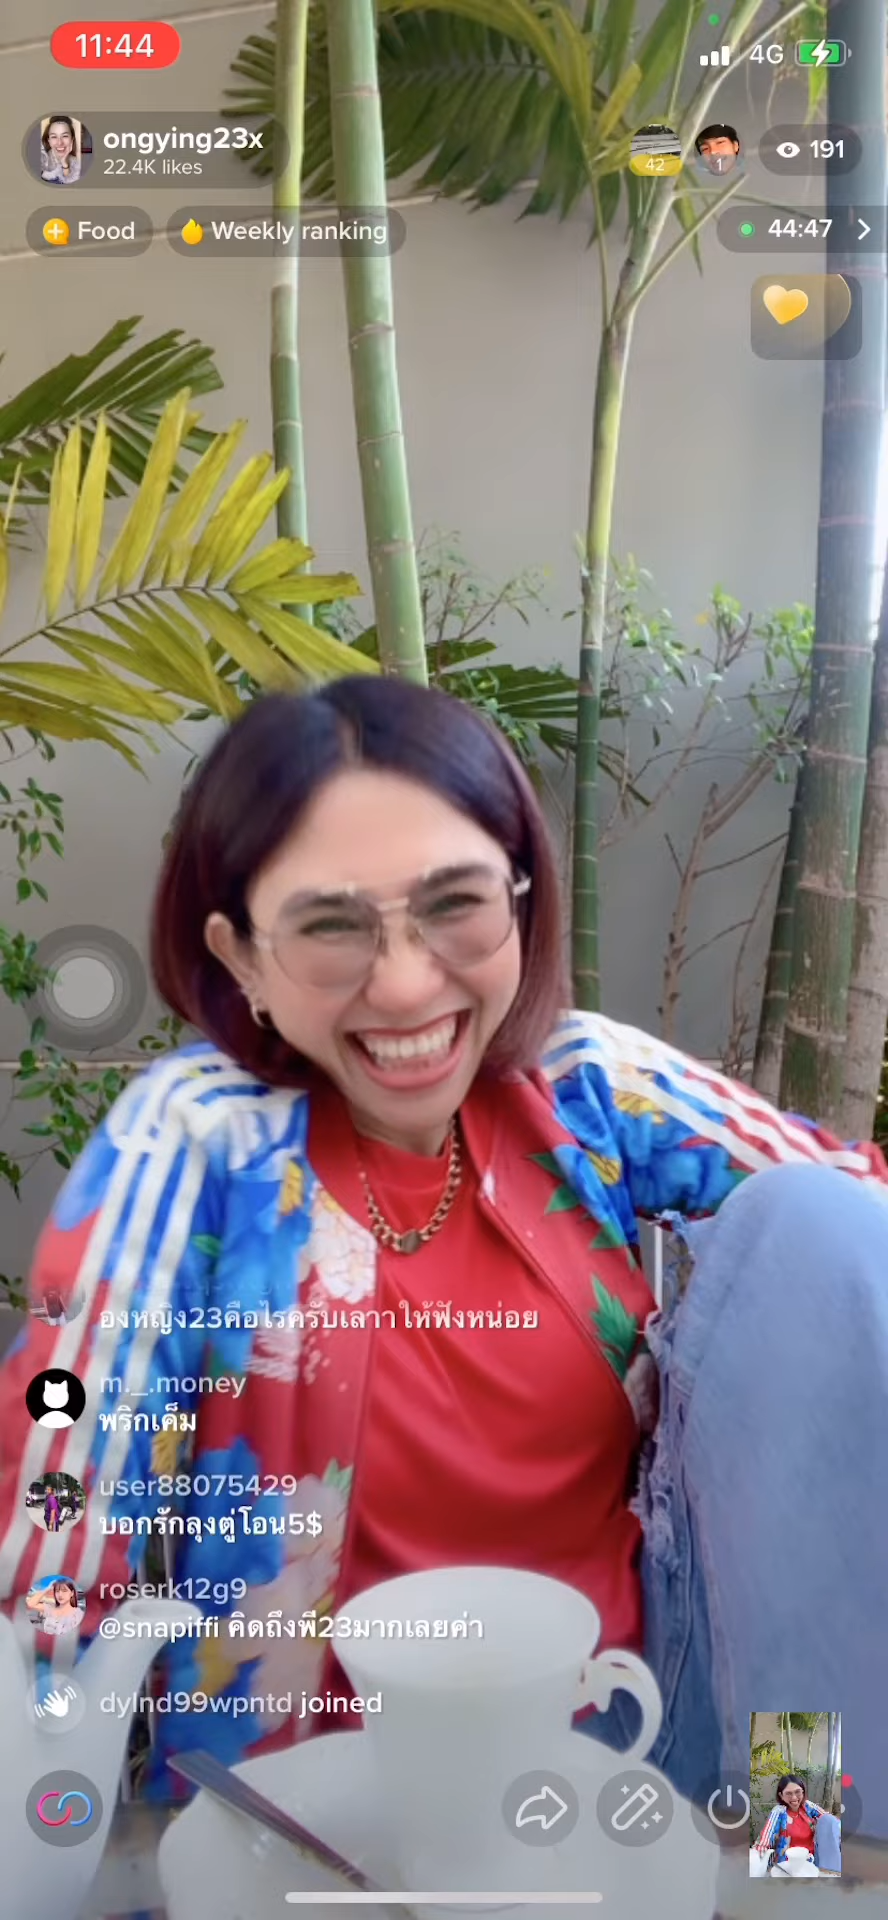 11:44
4G
ongying23x
22.4K likes
42
1
191
Food
Weekly ranking
44:47
องหญิง23คือไรครับเลาาให้ฟังหน่อย
m._.money
พริกเค็ม
user88075429
บอกรักลุงตู่โอน5$
roserk12g9
@snapiffi คิดถึงพี23มากเลยค่า
dylnd99wpntd joined